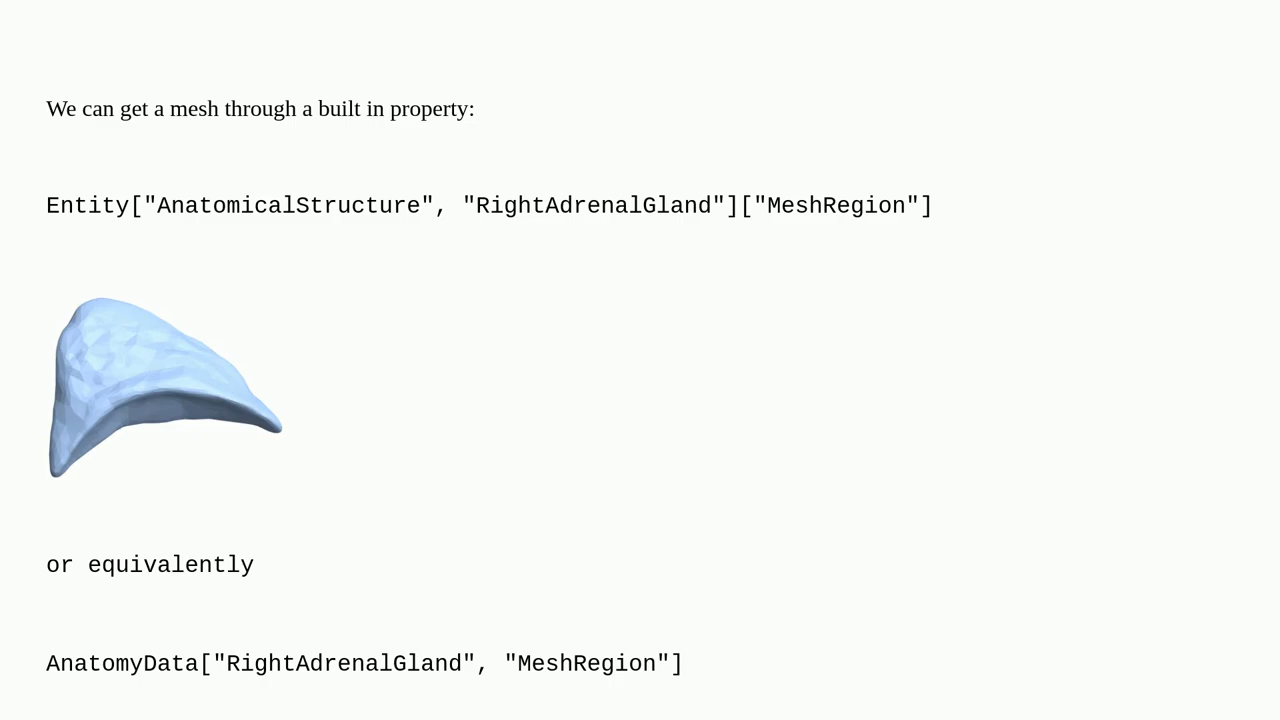 We can get a mesh through a built in property:
Entity["AnatomicalStructure", "RightAdrenalGland"]["MeshRegion"]
or equivalently
AnatomyData["RightAdrenalGland", "MeshRegion"]